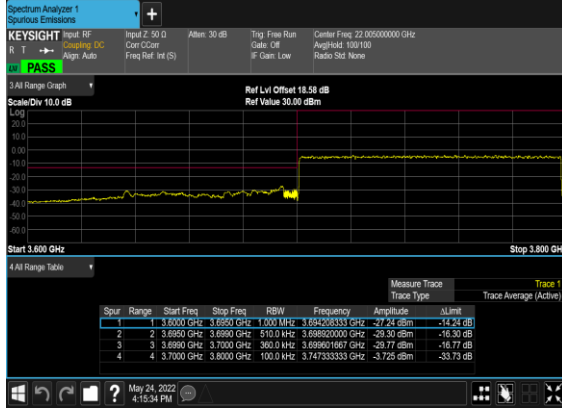 Spectrum Analyzer 1
Spurious Emissions
+
KEYSIGHT Input: RF Input Z: 50 Ω Atten: 30 dB Trig: Free Run Center Freq: 22.005000000 GHz
R T Coupling: DC Corr CCorr Gate: Off Avg|Hold: 100/100
Align: Auto Freq Ref: Int (S) IF Gain: Low Radio Std: None
PASS
3 All Range Graph
Ref Lvl Offset 18.58 dB
Scale/Div 10.0 dB Ref Value 30.00 dBm
Log
20.0
10.0
0.00
-10.0
-20.0
-30.0
-40.0
-50.0
-60.0
Start 3.600 GHz Stop 3.800 GH
4 All Range Table
Measure Trace Trace 1
Trace Type Trace Average (Active)
Spur Range Start Freq Stop Freq RBW Frequency Amplitude ΔLimit
1 1 3.6000 GHz 3.6950 GHz 1.000 MHz 3.694208333 GHz -27.24 dBm -14.24 dB
2 2 3.6950 GHz 3.6990 GHz 510.0 kHz 3.698920000 GHz -29.30 dBm -16.30 dB
3 3 3.6990 GHz 3.7000 GHz 360.0 kHz 3.699601667 GHz -29.77 dBm -16.77 dB
4 4 3.7000 GHz 3.8000 GHz 100.0 kHz 3.747333333 GHz -3.725 dBm -33.73 dB
? May 24, 2022
4:15:34 PM